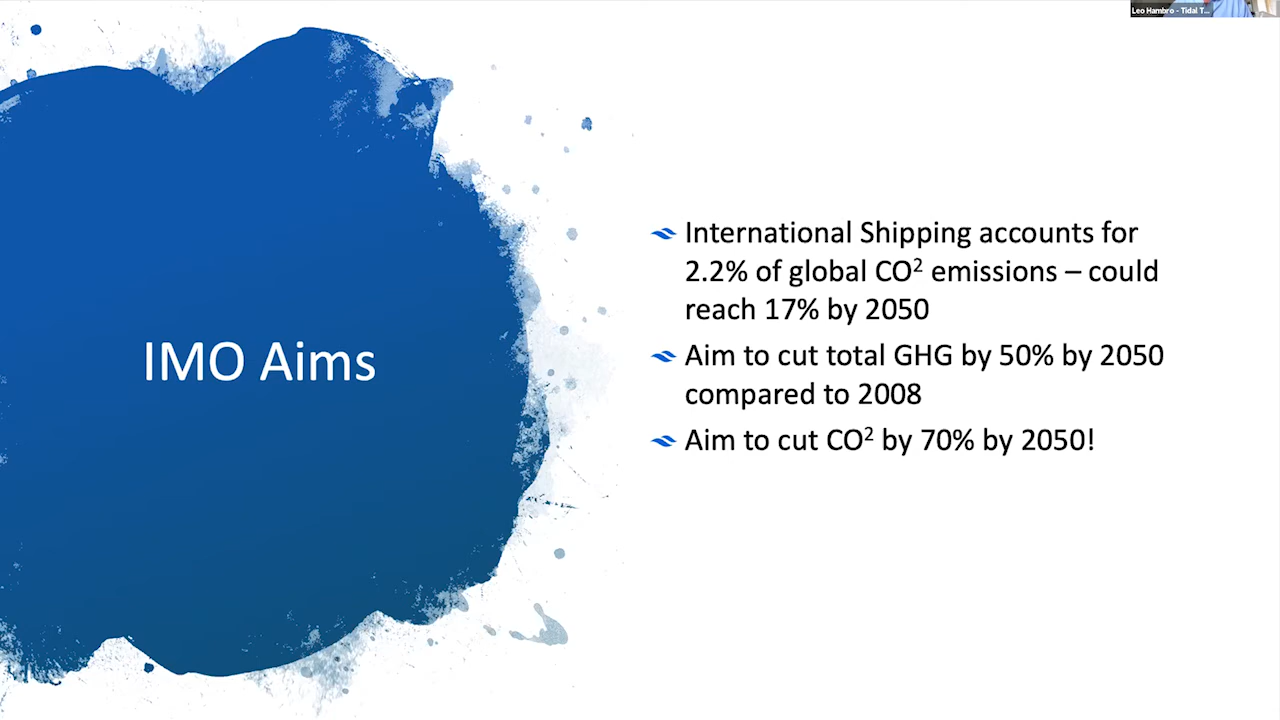 Leo Hambro - Tidal T...
IMO Aims
International Shipping accounts for
2.2% of global CO² emissions – could
reach 17% by 2050
Aim to cut total GHG by 50% by 2050
compared to 2008
Aim to cut CO² by 70% by 2050!